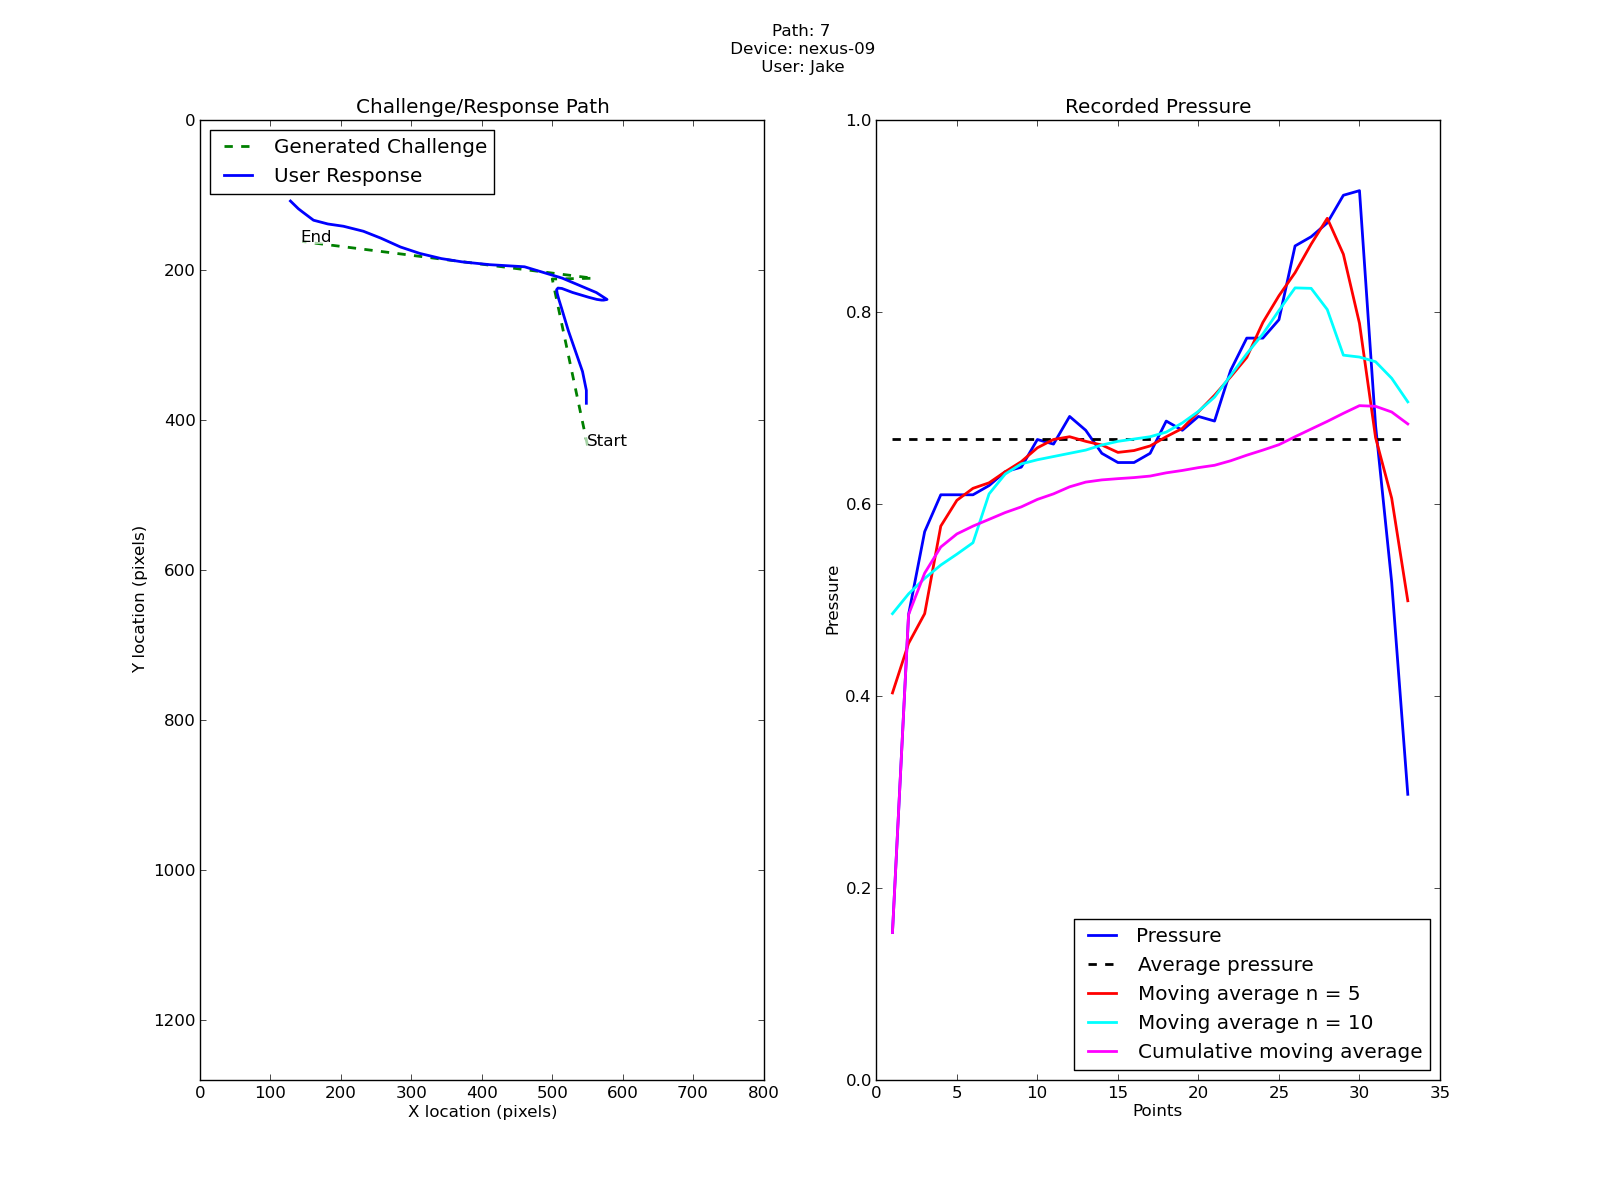 Path: 7
Device: nexus-09
User: Jake
Challenge/Response Path
Generated Challenge
User Response
End
Start
0
200
400
600
800
1000
1200
Y location (pixels)
0 100 200 300 400 500 600 700 800
X location (pixels)
Recorded Pressure
1.0
0.8
0.6
0.4
0.2
0.0
Pressure
Pressure
Average pressure
Moving average n = 5
Moving average n = 10
Cumulative moving average
0 5 10 15 20 25 30 35
Points